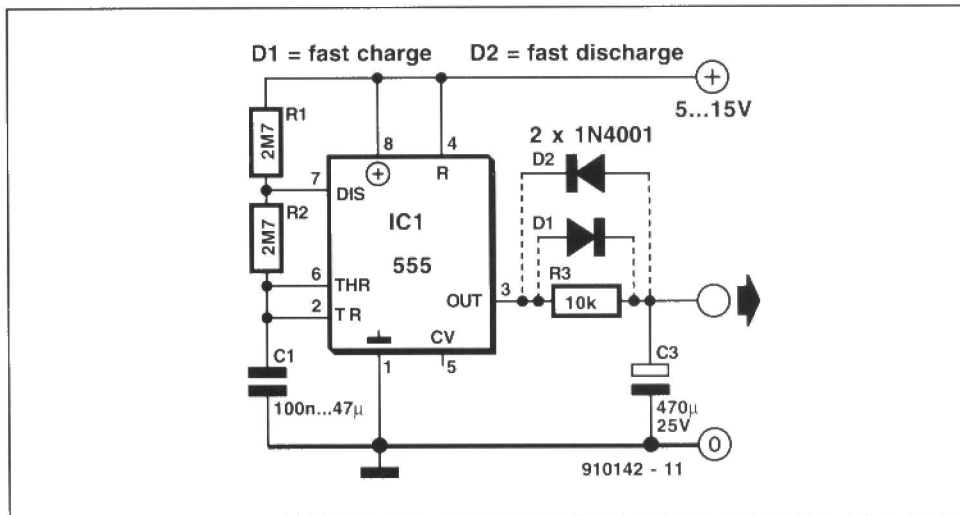 D1 = fast charge D2 = fast discharge
+
5...15V
R1
2M7
8
4
2 x 1N4001
D2
+
R
7
DIS
R2
2M7
IC1
D1
555
6
THR
R3
3
OUT
10k
2
TR
CV
C1
1
5
C3
100n...47µ
470µ
25V
0
910142 - 11